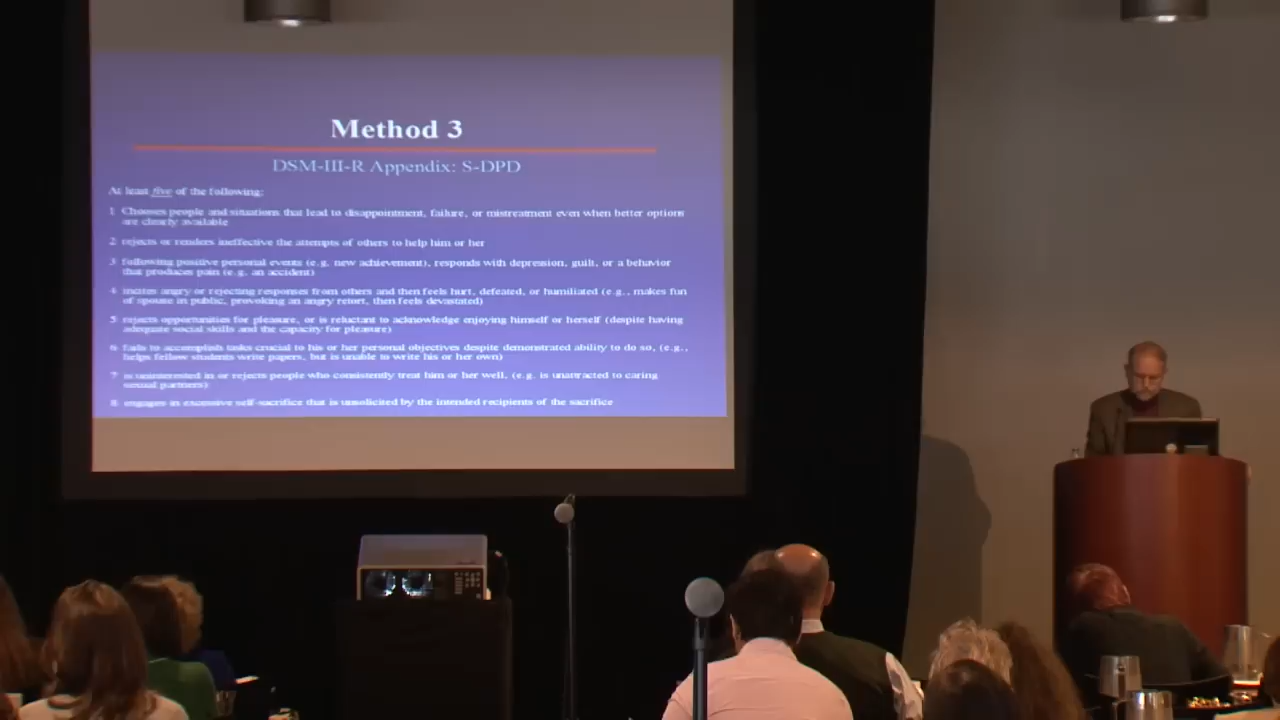 Method 3
DSM-III-R Appendix: S-DPD
At least five of the following:
1 Chooses people and situations that lead to disappointment, failure, or mistreatment even when better options
are clearly available
2 rejects or renders ineffective the attempts of others to help him or her
3 following positive personal events (e.g. new achievement), responds with depression, guilt, or a behavior
that produces pain (e.g. an accident)
4 incites angry or rejecting responses from others and then feels hurt, defeated, or humiliated (e.g., makes fun
of spouse in public, provoking an angry retort, then feels devastated)
5 rejects opportunities for pleasure, or is reluctant to acknowledge enjoying himself or herself (despite having
adequate social skills and the capacity for pleasure)
6 fails to accomplish tasks crucial to his or her personal objectives despite demonstrated ability to do so, (e.g.,
helps fellow students write papers, but is unable to write his or her own)
7 is uninterested in or rejects people who consistently treat him or her well, (e.g. is unattracted to caring
sexual partners)
8 engages in excessive self-sacrifice that is unsolicited by the intended recipients of the sacrifice